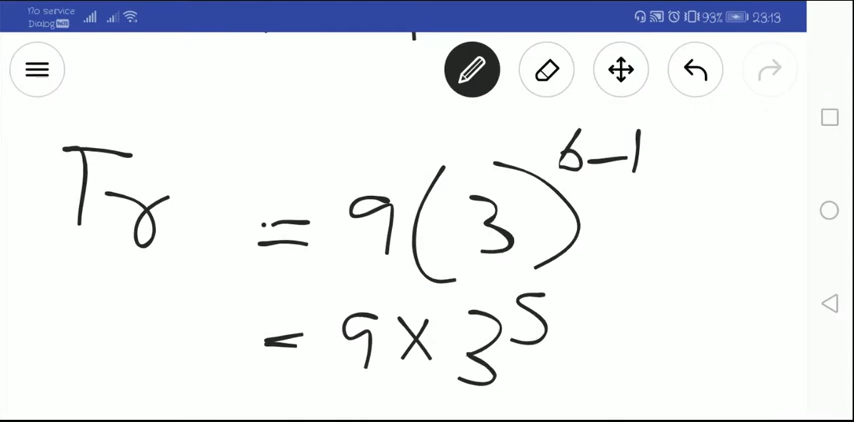 No service
Dialog 93% 23:13
Tr = 9(3)^6-1
= 9 × 3^5